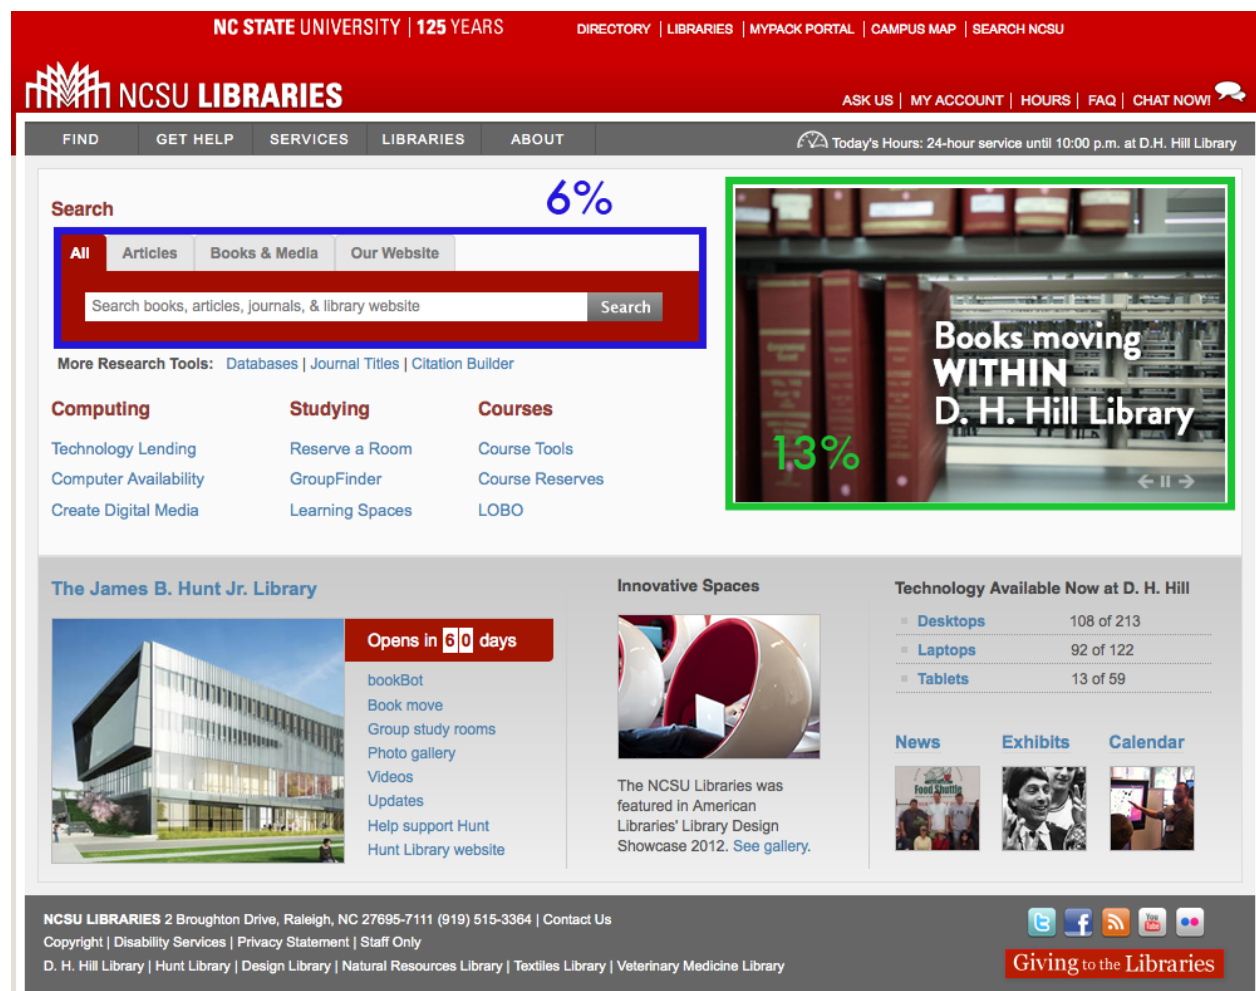 NC STATE UNIVERSITY | 125 YEARS
DIRECTORY | LIBRARIES | MYPACK PORTAL | CAMPUS MAP | SEARCH NCSU
NCSU LIBRARIES
ASK US | MY ACCOUNT | HOURS | FAQ | CHAT NOW!
FIND GET HELP SERVICES LIBRARIES ABOUT
Today's Hours: 24-hour service until 10:00 p.m. at D.H. Hill Library
Search
6%
All Articles Books & Media Our Website
Search books, articles, journals, & library website Search
More Research Tools: Databases | Journal Titles | Citation Builder
Books moving
WITHIN
D. H. Hill Library
13%
Computing Studying Courses
Technology Lending Reserve a Room Course Tools
Computer Availability GroupFinder Course Reserves
Create Digital Media Learning Spaces LOBO
The James B. Hunt Jr. Library
Opens in 60 days
bookBot
Book move
Group study rooms
Photo gallery
Videos
Updates
Help support Hunt
Hunt Library website
Innovative Spaces
The NCSU Libraries was
featured in American
Libraries' Library Design
Showcase 2012. See gallery.
Technology Available Now at D. H. Hill
Desktops 108 of 213
Laptops 92 of 122
Tablets 13 of 59
News Exhibits Calendar
Food Shuttle
NCSU LIBRARIES 2 Broughton Drive, Raleigh, NC 27695-7111 (919) 515-3364 | Contact Us
Copyright | Disability Services | Privacy Statement | Staff Only
D. H. Hill Library | Hunt Library | Design Library | Natural Resources Library | Textiles Library | Veterinary Medicine Library
You
Tube
Giving to the Libraries